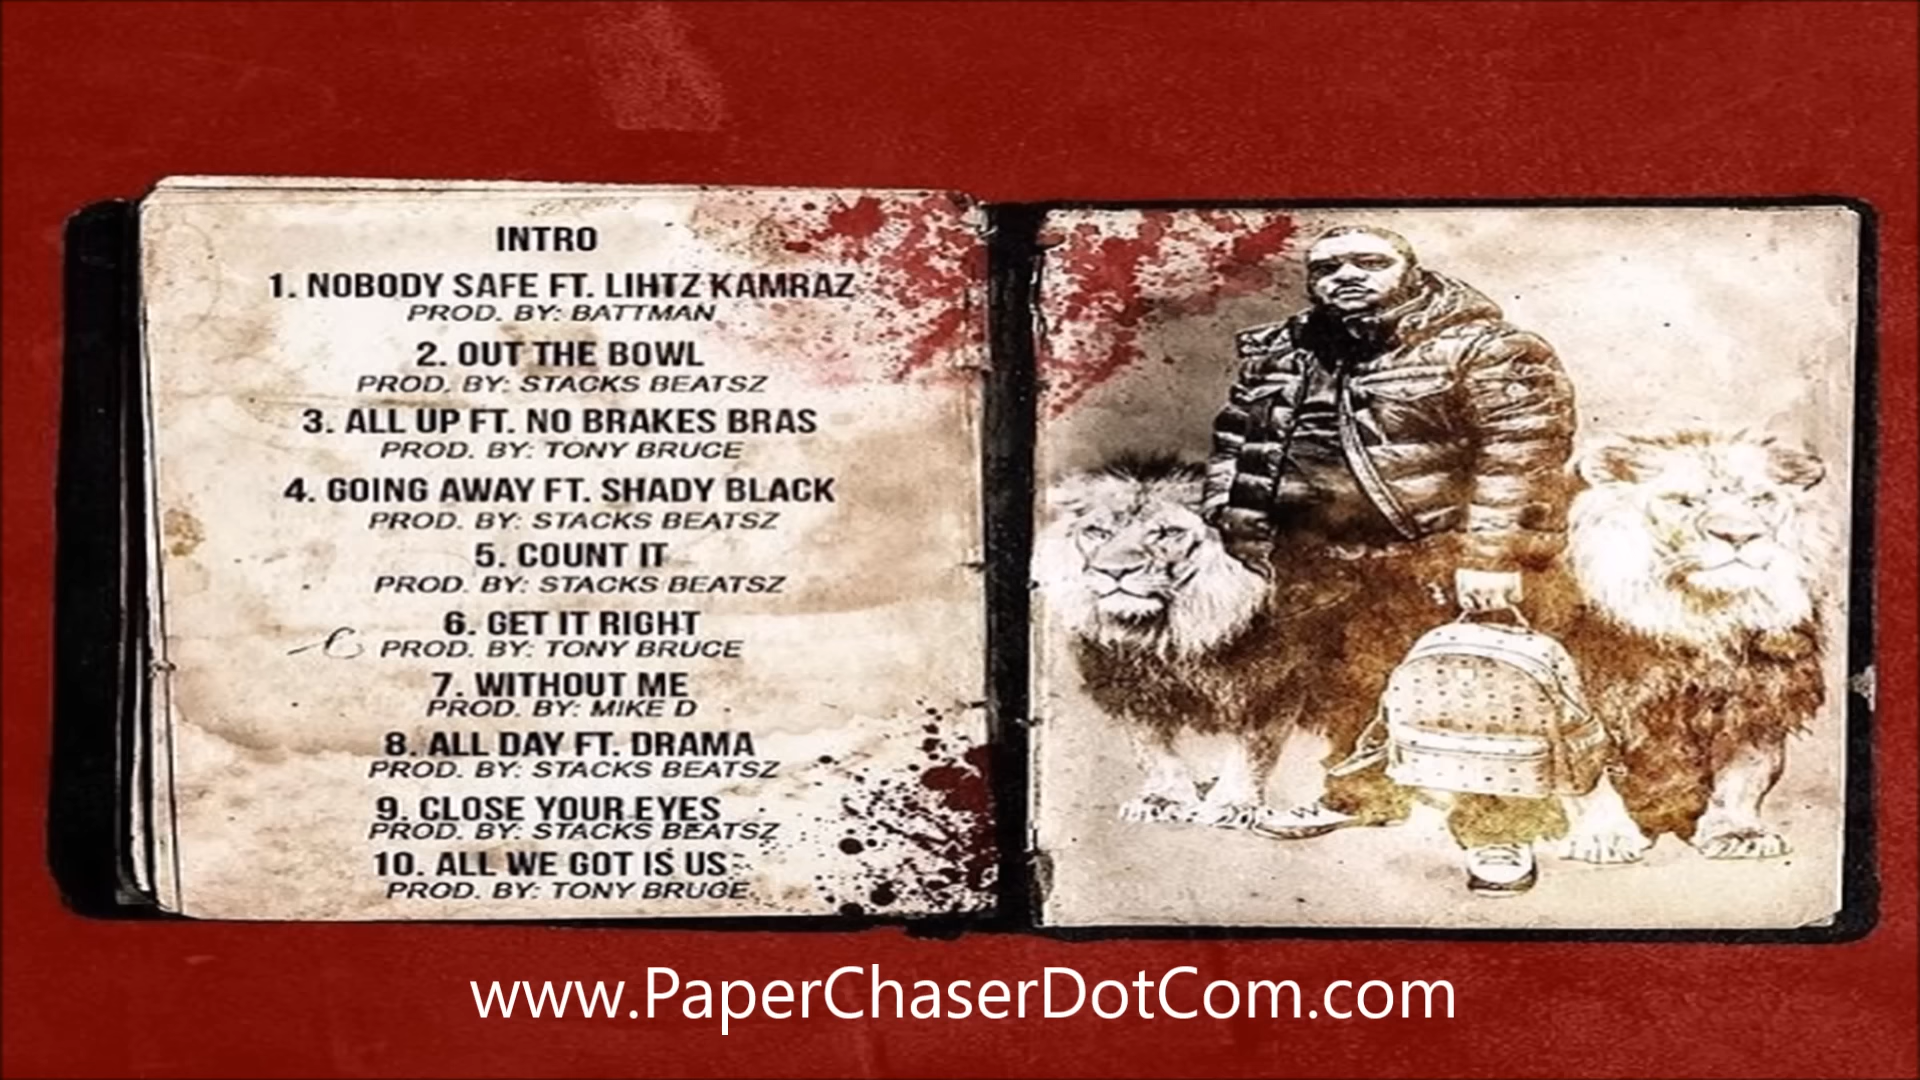 INTRO
1. NOBODY SAFE FT. LIHTZ KAMRAZ
PROD. BY: BATTMAN
2. OUT THE BOWL
PROD. BY: STACKS BEATSZ
3. ALL UP FT. NO BRAKES BRAS
PROD. BY: TONY BRUCE
4. GOING AWAY FT. SHADY BLACK
PROD. BY: STACKS BEATSZ
5. COUNT IT
PROD. BY: STACKS BEATSZ
6. GET IT RIGHT
PROD. BY: TONY BRUCE
7. WITHOUT ME
PROD. BY: MIKE D
8. ALL DAY FT. DRAMA
PROD. BY: STACKS BEATSZ
9. CLOSE YOUR EYES
PROD. BY: STACKS BEATSZ
10. ALL WE GOT IS US
PROD. BY: TONY BRUCE
www.PaperChaserDotCom.com